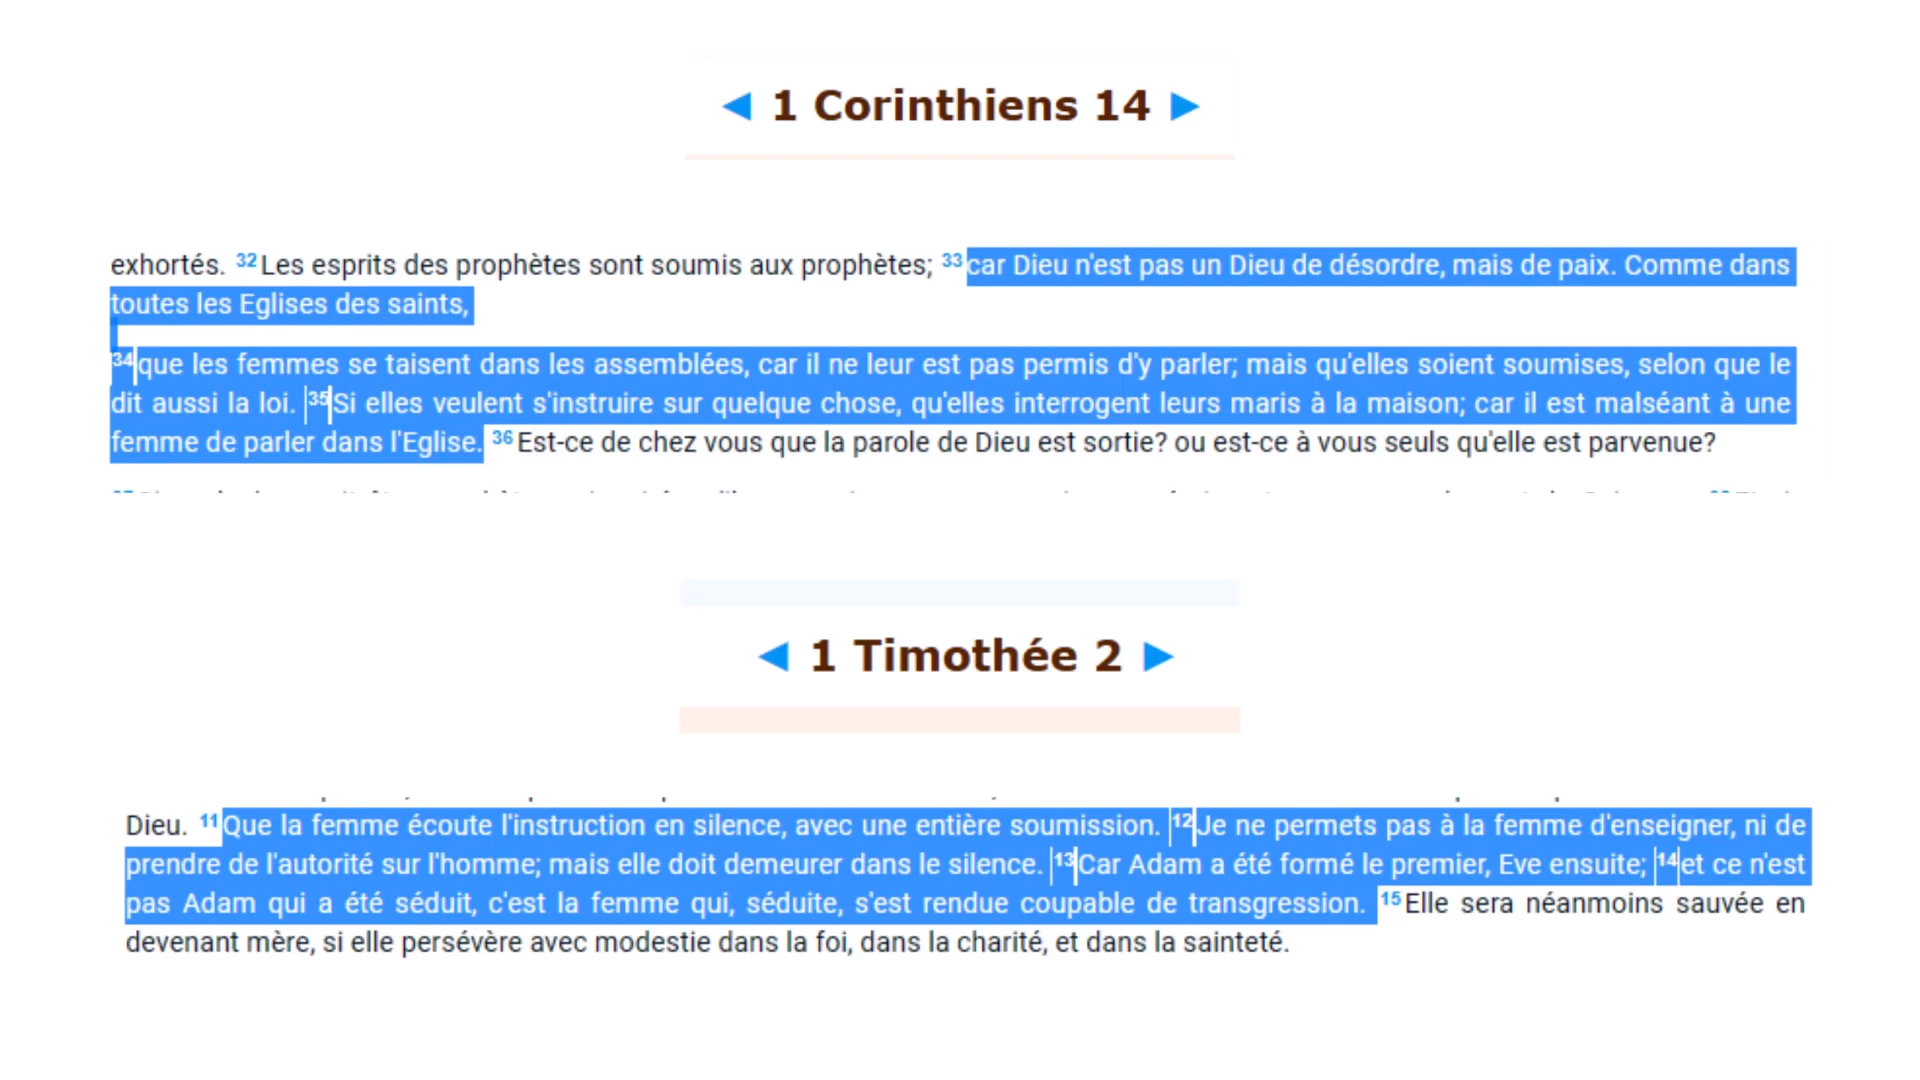 ◄ 1 Corinthiens 14 ►
exhortés. 32 Les esprits des prophètes sont soumis aux prophètes; 33 car Dieu n'est pas un Dieu de désordre, mais de paix. Comme dans
toutes les Eglises des saints,
34 que les femmes se taisent dans les assemblées, car il ne leur est pas permis d'y parler; mais qu'elles soient soumises, selon que le
dit aussi la loi. 35 Si elles veulent s'instruire sur quelque chose, qu'elles interrogent leurs maris à la maison; car il est malséant à une
femme de parler dans l'Eglise. 36 Est-ce de chez vous que la parole de Dieu est sortie? ou est-ce à vous seuls qu'elle est parvenue?
◄ 1 Timothée 2 ►
Dieu. 11 Que la femme écoute l'instruction en silence, avec une entière soumission. 12 Je ne permets pas à la femme d'enseigner, ni de
prendre de l'autorité sur l'homme; mais elle doit demeurer dans le silence. 13 Car Adam a été formé le premier, Eve ensuite; 14 et ce n'est
pas Adam qui a été séduit, c'est la femme qui, séduite, s'est rendue coupable de transgression. 15 Elle sera néanmoins sauvée en
devenant mère, si elle persévère avec modestie dans la foi, dans la charité, et dans la sainteté.